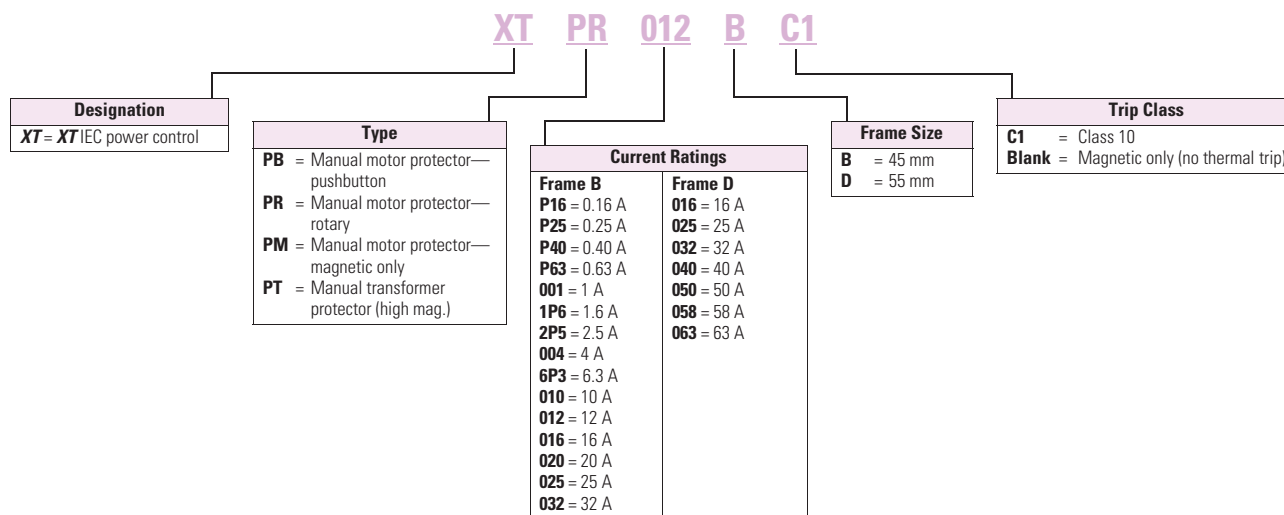 XT PR 012 B C1
Designation
XT = XT IEC power control
Type
PB = Manual motor protector—
pushbutton
PR = Manual motor protector—
rotary
PM = Manual motor protector—
magnetic only
PT = Manual transformer
protector (high mag.)
Current Ratings
Frame B
P16 = 0.16 A
P25 = 0.25 A
P40 = 0.40 A
P63 = 0.63 A
001 = 1 A
1P6 = 1.6 A
2P5 = 2.5 A
004 = 4 A
6P3 = 6.3 A
010 = 10 A
012 = 12 A
016 = 16 A
020 = 20 A
025 = 25 A
032 = 32 A
Frame D
016 = 16 A
025 = 25 A
032 = 32 A
040 = 40 A
050 = 50 A
058 = 58 A
063 = 63 A
Frame Size
B = 45 mm
D = 55 mm
Trip Class
C1 = Class 10
Blank = Magnetic only (no thermal trip)